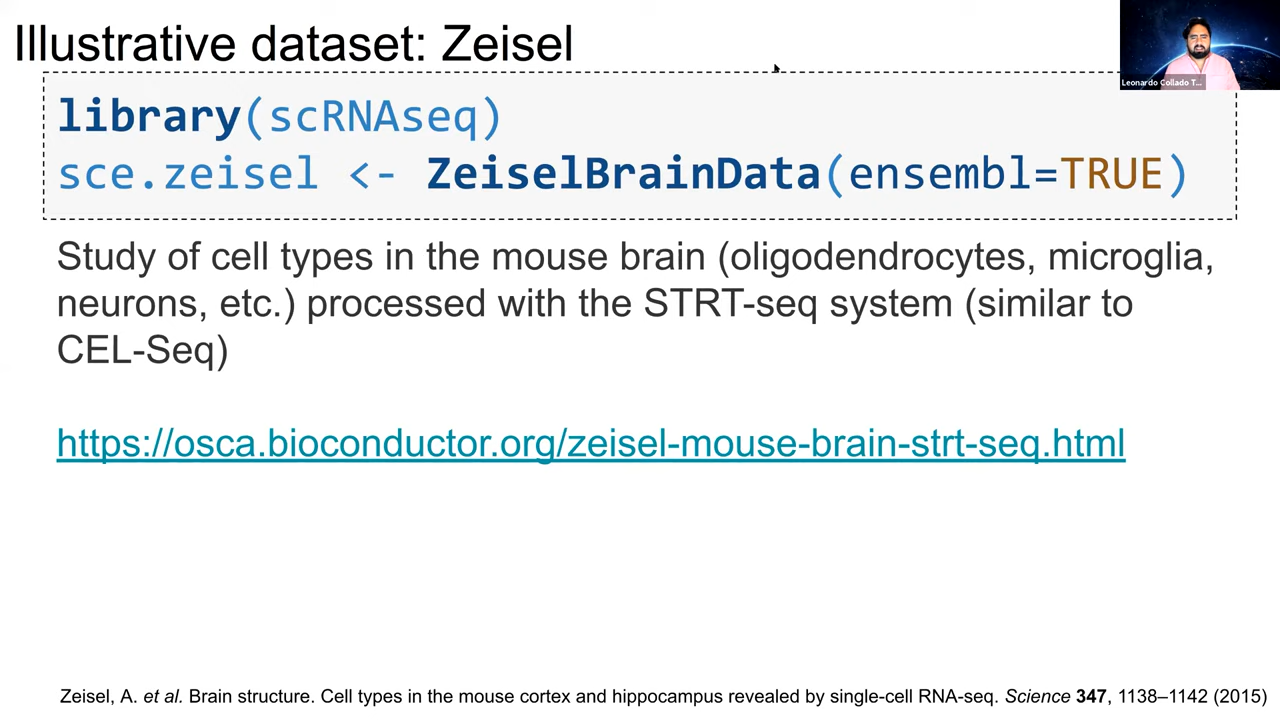 Illustrative dataset: Zeisel
Leonardo Collado T...
library(scRNAseq)
sce.zeisel <- ZeiselBrainData(ensembl=TRUE)
Study of cell types in the mouse brain (oligodendrocytes, microglia,
neurons, etc.) processed with the STRT-seq system (similar to
CEL-Seq)
https://osca.bioconductor.org/zeisel-mouse-brain-strt-seq.html
Zeisel, A. et al. Brain structure. Cell types in the mouse cortex and hippocampus revealed by single-cell RNA-seq. Science 347, 1138–1142 (2015)